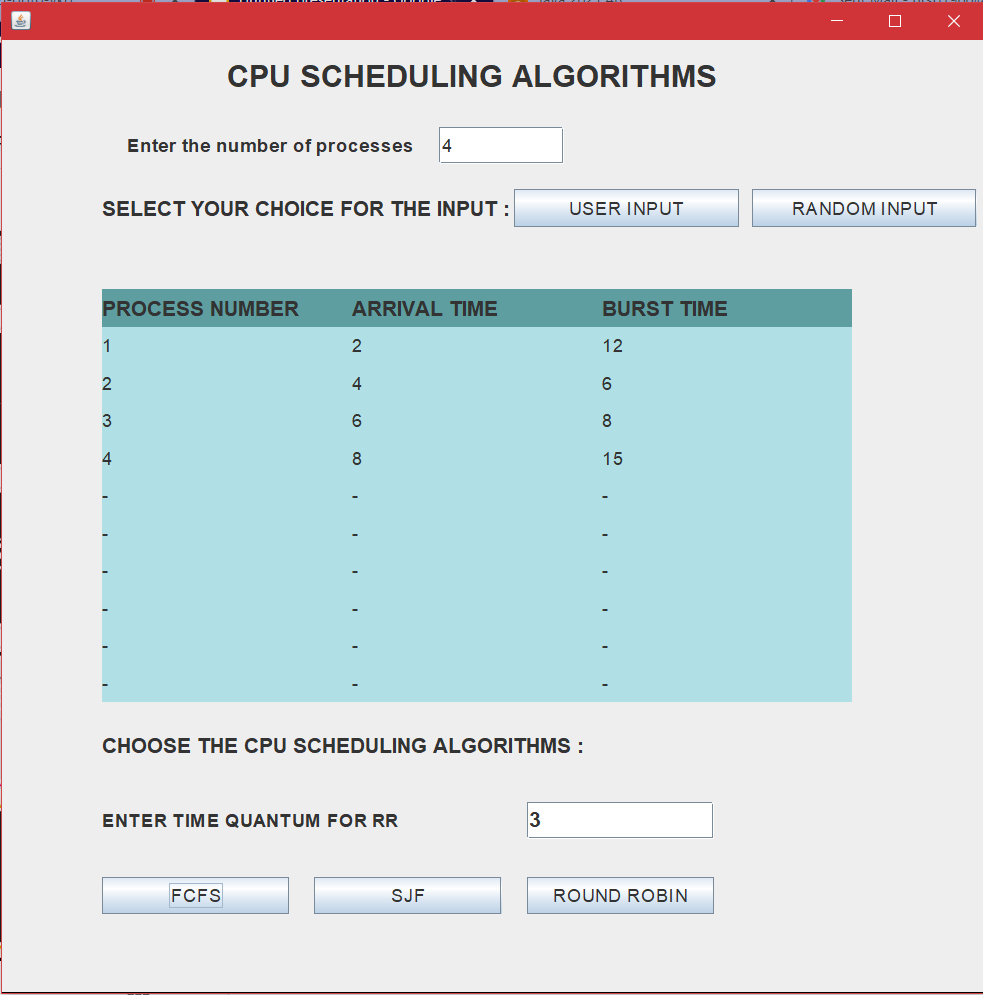 CPU SCHEDULING ALGORITHMS
Enter the number of processes 4
SELECT YOUR CHOICE FOR THE INPUT : USER INPUT RANDOM INPUT
PROCESS NUMBER ARRIVAL TIME BURST TIME
1 2 12
2 4 6
3 6 8
4 8 15
- - -
- - -
- - -
- - -
- - -
- - -
CHOOSE THE CPU SCHEDULING ALGORITHMS :
ENTER TIME QUANTUM FOR RR 3
FCFS SJF ROUND ROBIN